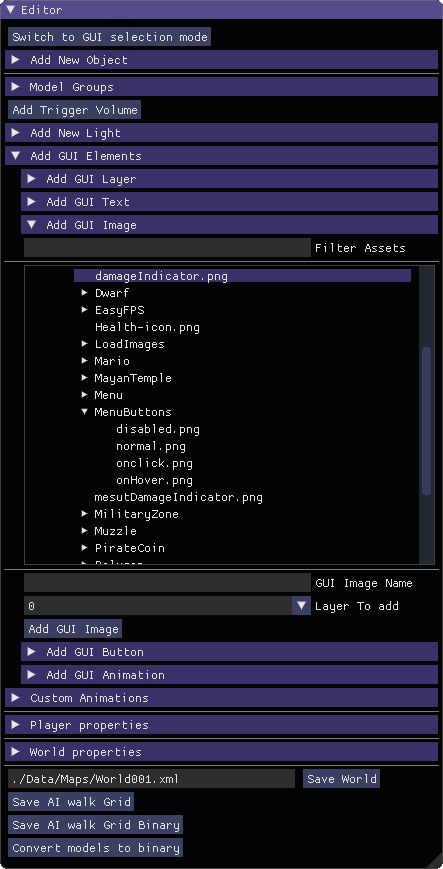 Editor
Switch to GUI selection mode
Add New Object
Model Groups
Add Trigger Volume
Add New Light
Add GUI Elements
Add GUI Layer
Add GUI Text
Add GUI Image
Filter Assets
damageIndicator.png
Dwarf
EasyFPS
Health-icon.png
LoadImages
Mario
MayanTemple
Menu
MenuButtons
disabled.png
normal.png
onclick.png
onHover.png
mesutDamageIndicator.png
MilitaryZone
Muzzle
PirateCoin
GUI Image Name
0 Layer To add
Add GUI Image
Add GUI Button
Add GUI Animation
Custom Animations
Player properties
World properties
./Data/Maps/World001.xml Save World
Save AI walk Grid
Save AI walk Grid Binary
Convert models to binary